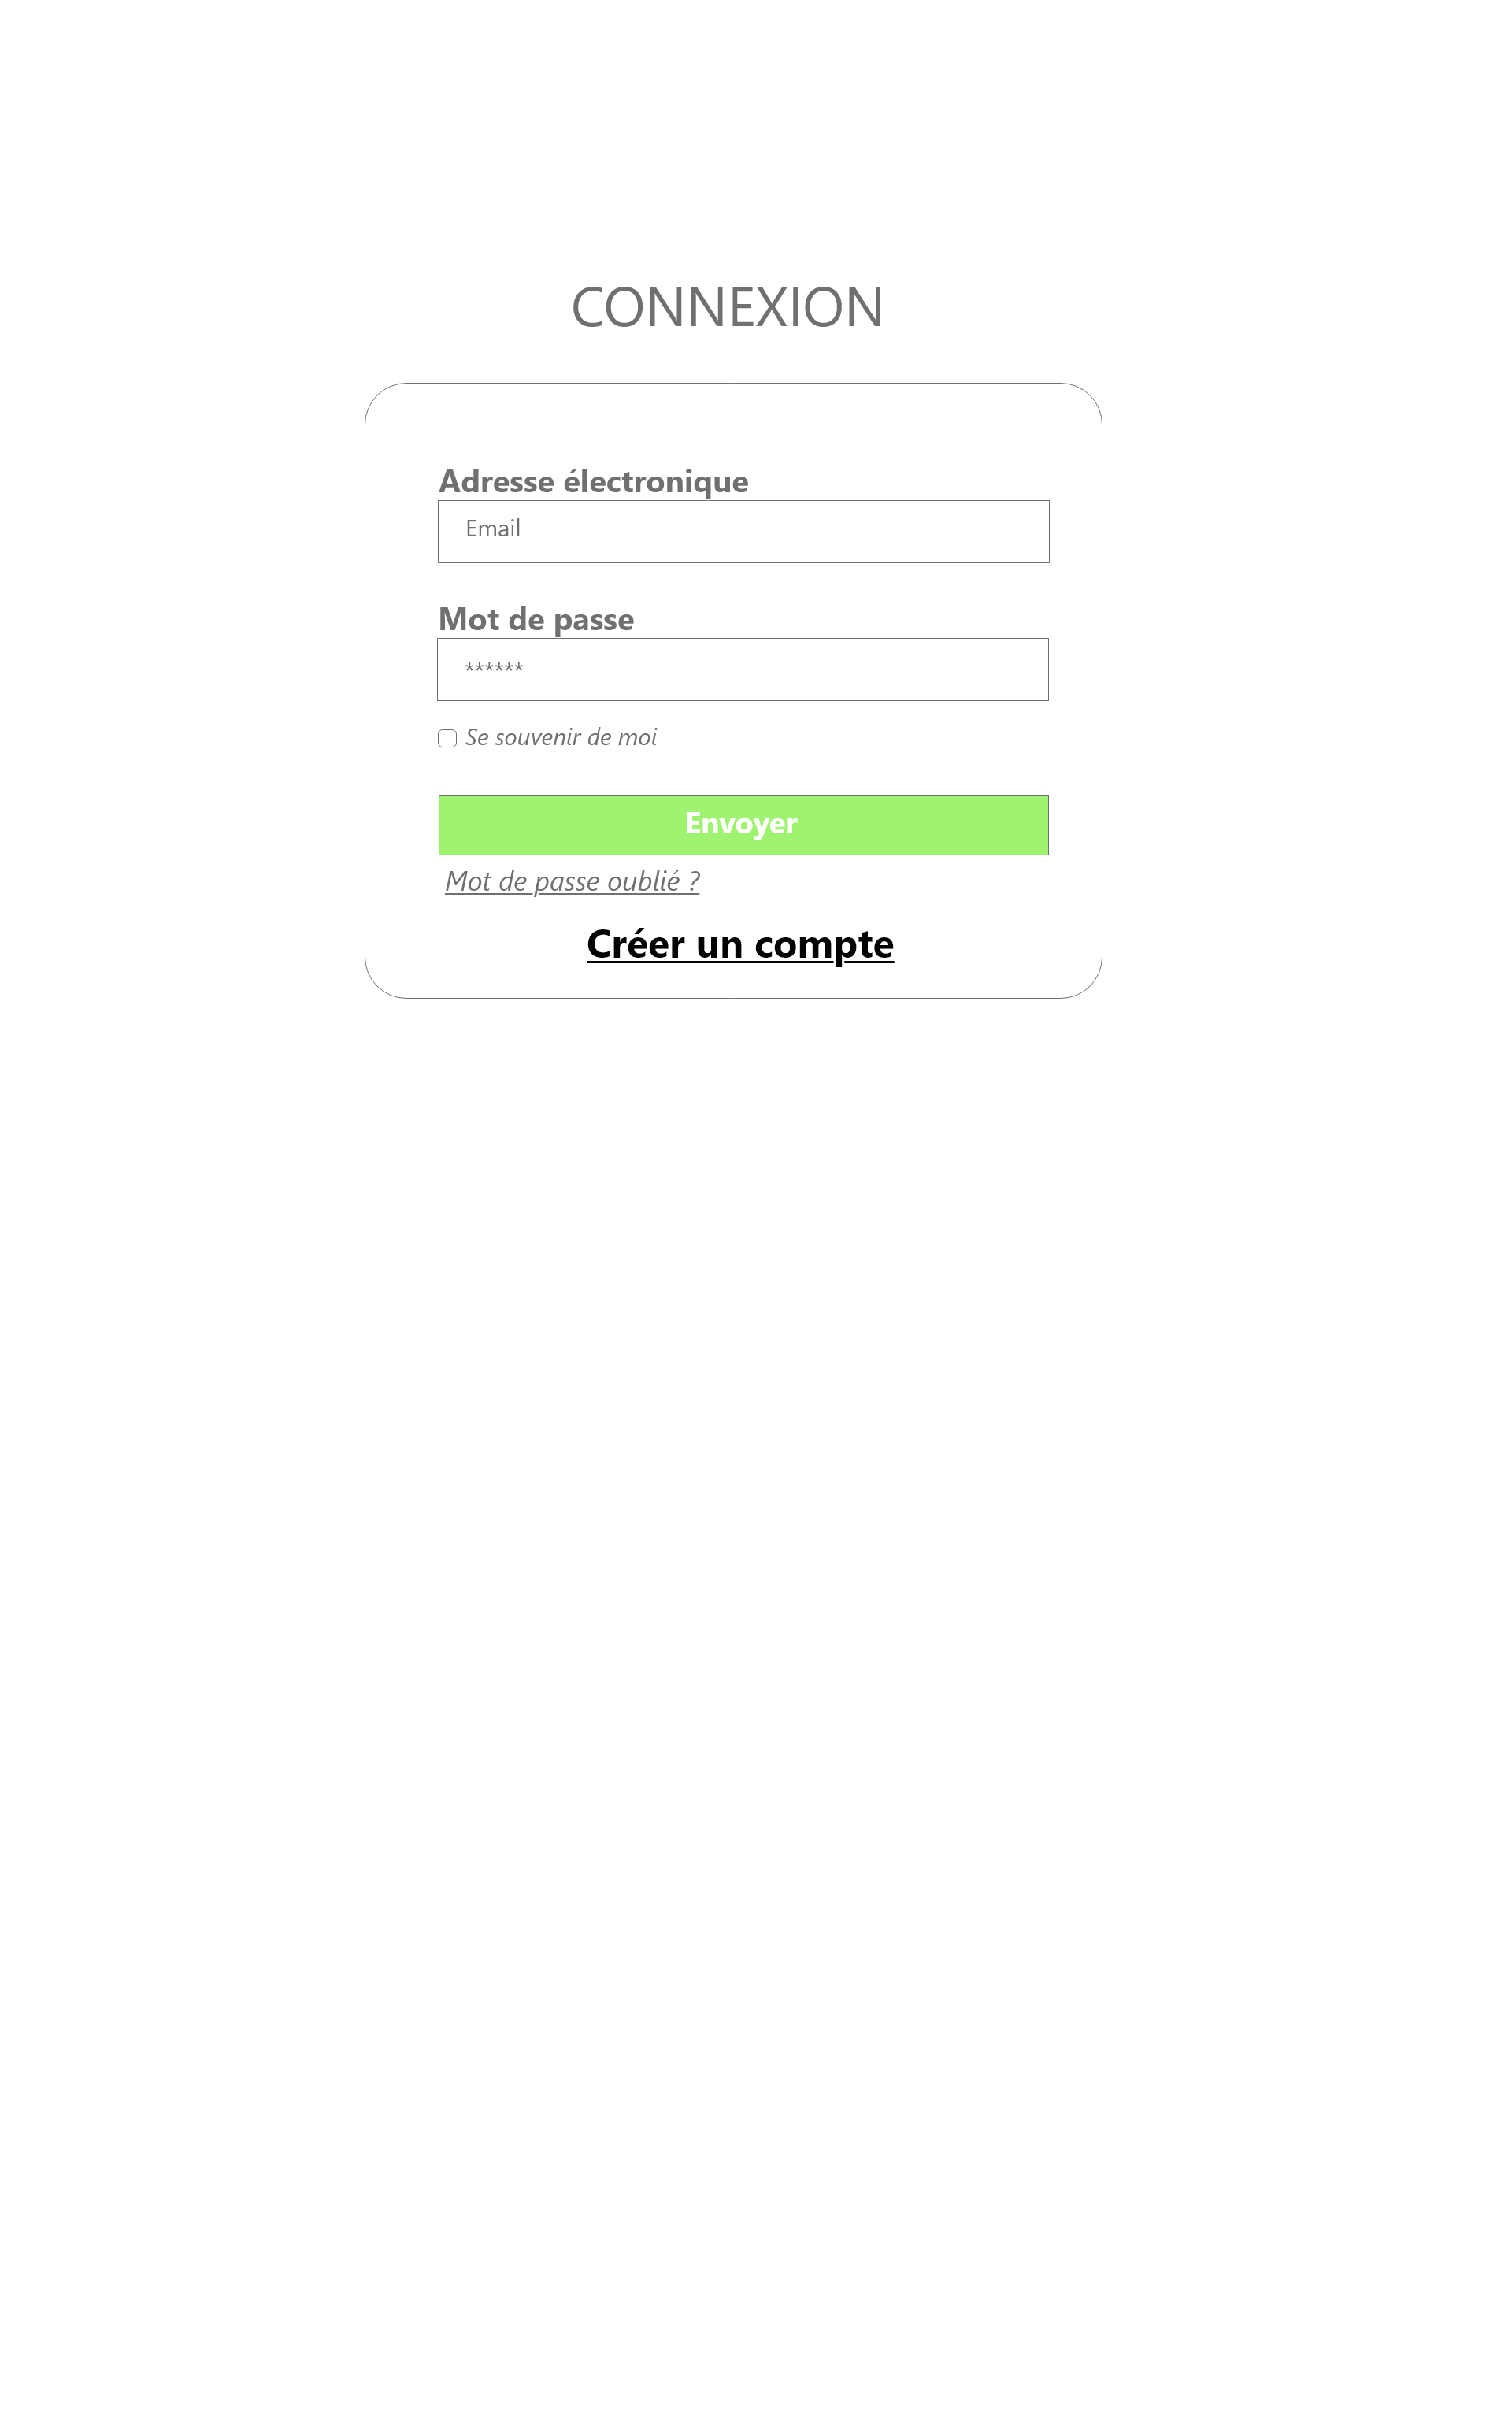 CONNEXION
Adresse électronique
Email
Mot de passe
******
Se souvenir de moi
Envoyer
Mot de passe oublié ?
Créer un compte